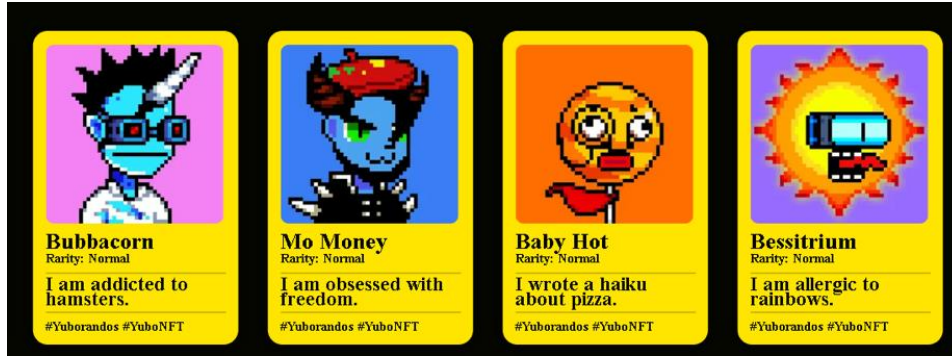 Bubbacorn
Rarity: Normal
I am addicted to
hamsters.
#Yuborandos #YuboNFT
Mo Money
Rarity: Normal
I am obsessed with
freedom.
#Yuborandos #YuboNFT
Baby Hot
Rarity: Normal
I wrote a haiku
about pizza.
#Yuborandos #YuboNFT
Bessitrium
Rarity: Normal
I am allergic to
rainbows.
#Yuborandos #YuboNFT